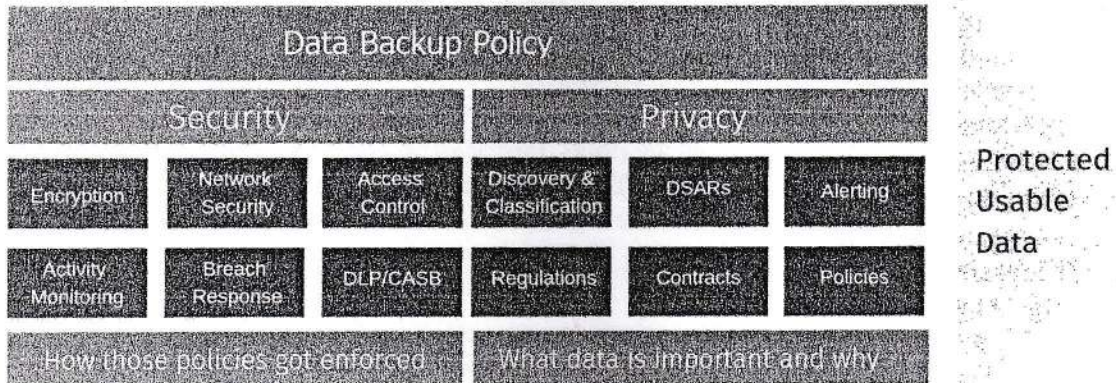 Data Backup Policy
Security
Privacy
Encryption
Network
Security
Access
Control
Discovery &
Classification
DSARs
Alerting
Activity
Monitoring
Breach
Response
DLP/CASB
Regulations
Contracts
Policies
How those policies got enforced
What data is important and why
Protected
Usable
Data